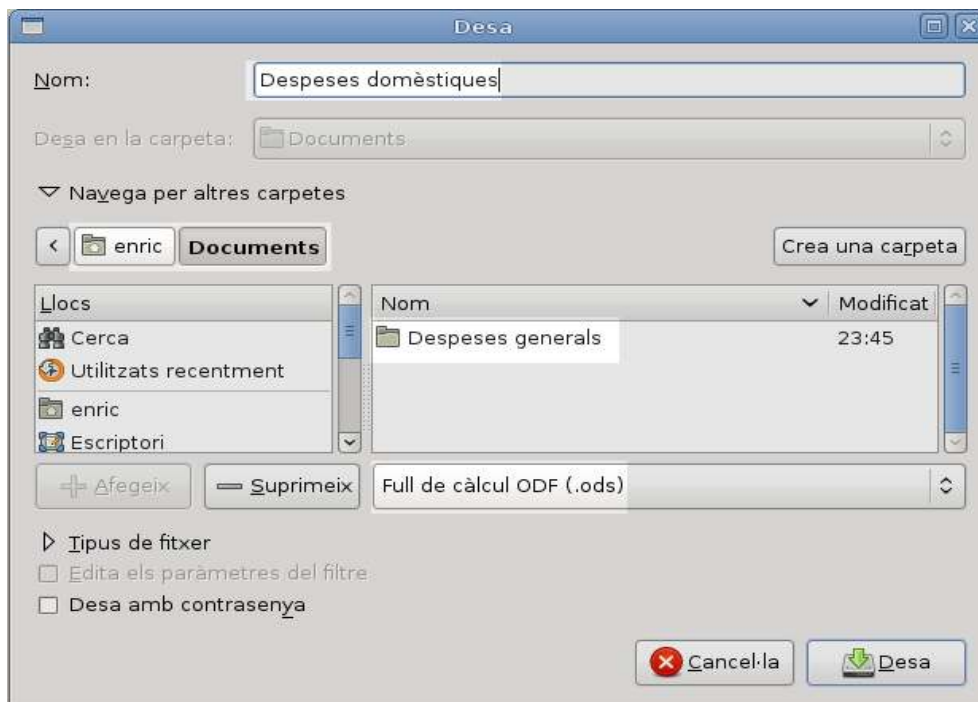 Desa
Nom: Despeses domèstiques
Desa en la carpeta: Documents
Navega per altres carpetes
< enric Documents Crea una carpeta
Llocs Nom Modificat
Cerca Despeses generals 23:45
Utilitzats recentment
enric
Escriptori
Afegeix Suprimeix Full de càlcul ODF (.ods)
Tipus de fitxer
Edita els paràmetres del filtre
Desa amb contrasenya
Cancel·la Desa